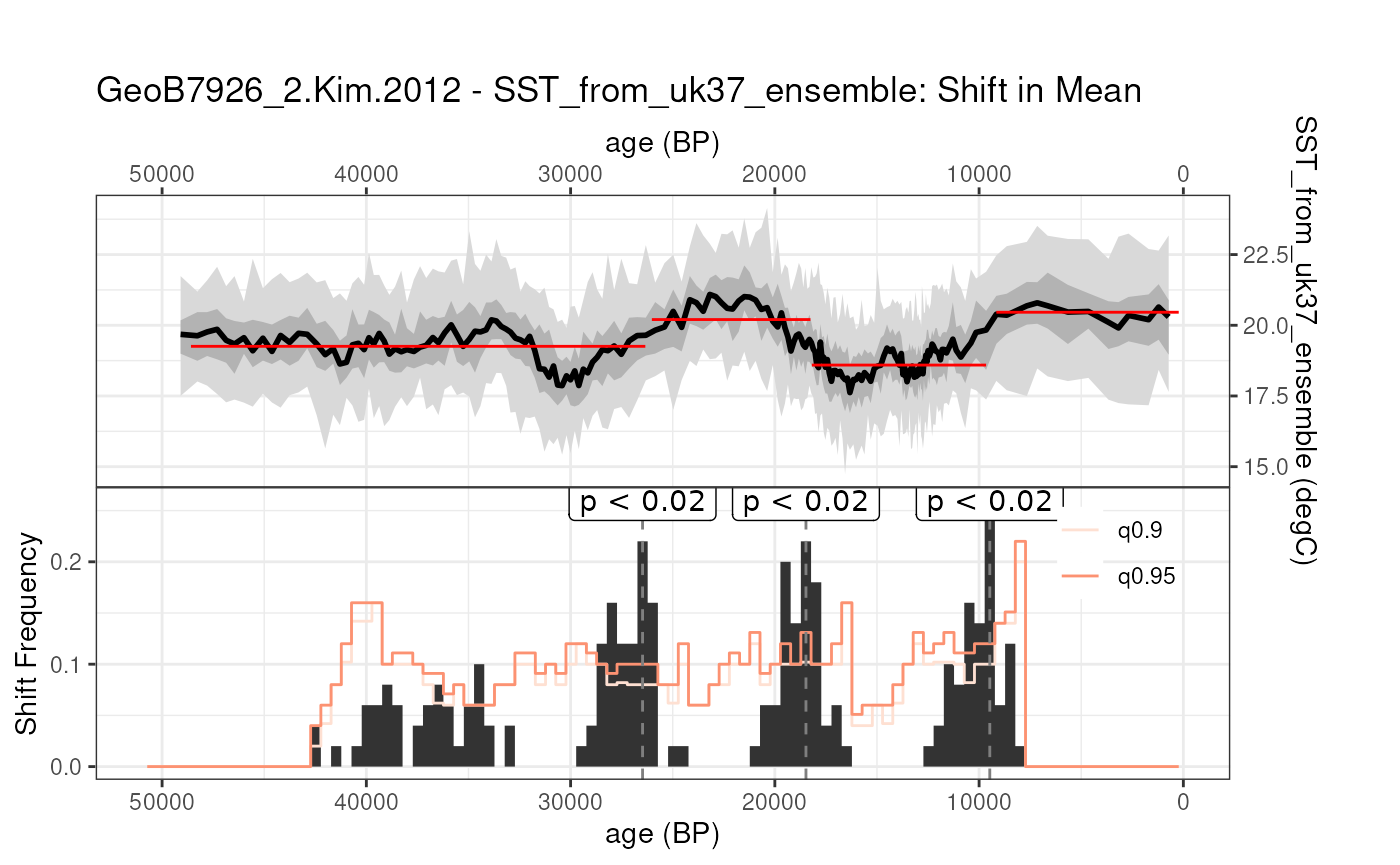 GeoB7926_2.Kim.2012 - SST_from_uk37_ensemble: Shift in Mean
age (BP)
50000 40000 30000 20000 10000 0
SST_from_uk37_ensemble (degC)
22.5
20.0
17.5
15.0
p < 0.02 p < 0.02 p < 0.02
q0.9
q0.95
Shift Frequency
0.2
0.1
0.0
50000 40000 30000 20000 10000 0
age (BP)